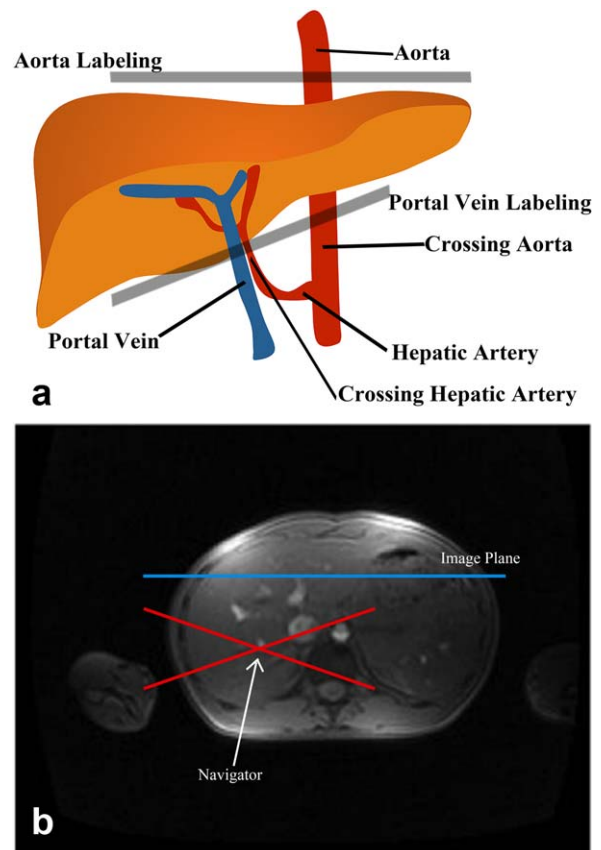 Aorta Labeling
Aorta
Portal Vein Labeling
Crossing Aorta
Portal Vein
Hepatic Artery
Crossing Hepatic Artery
a
Image Plane
Navigator
b